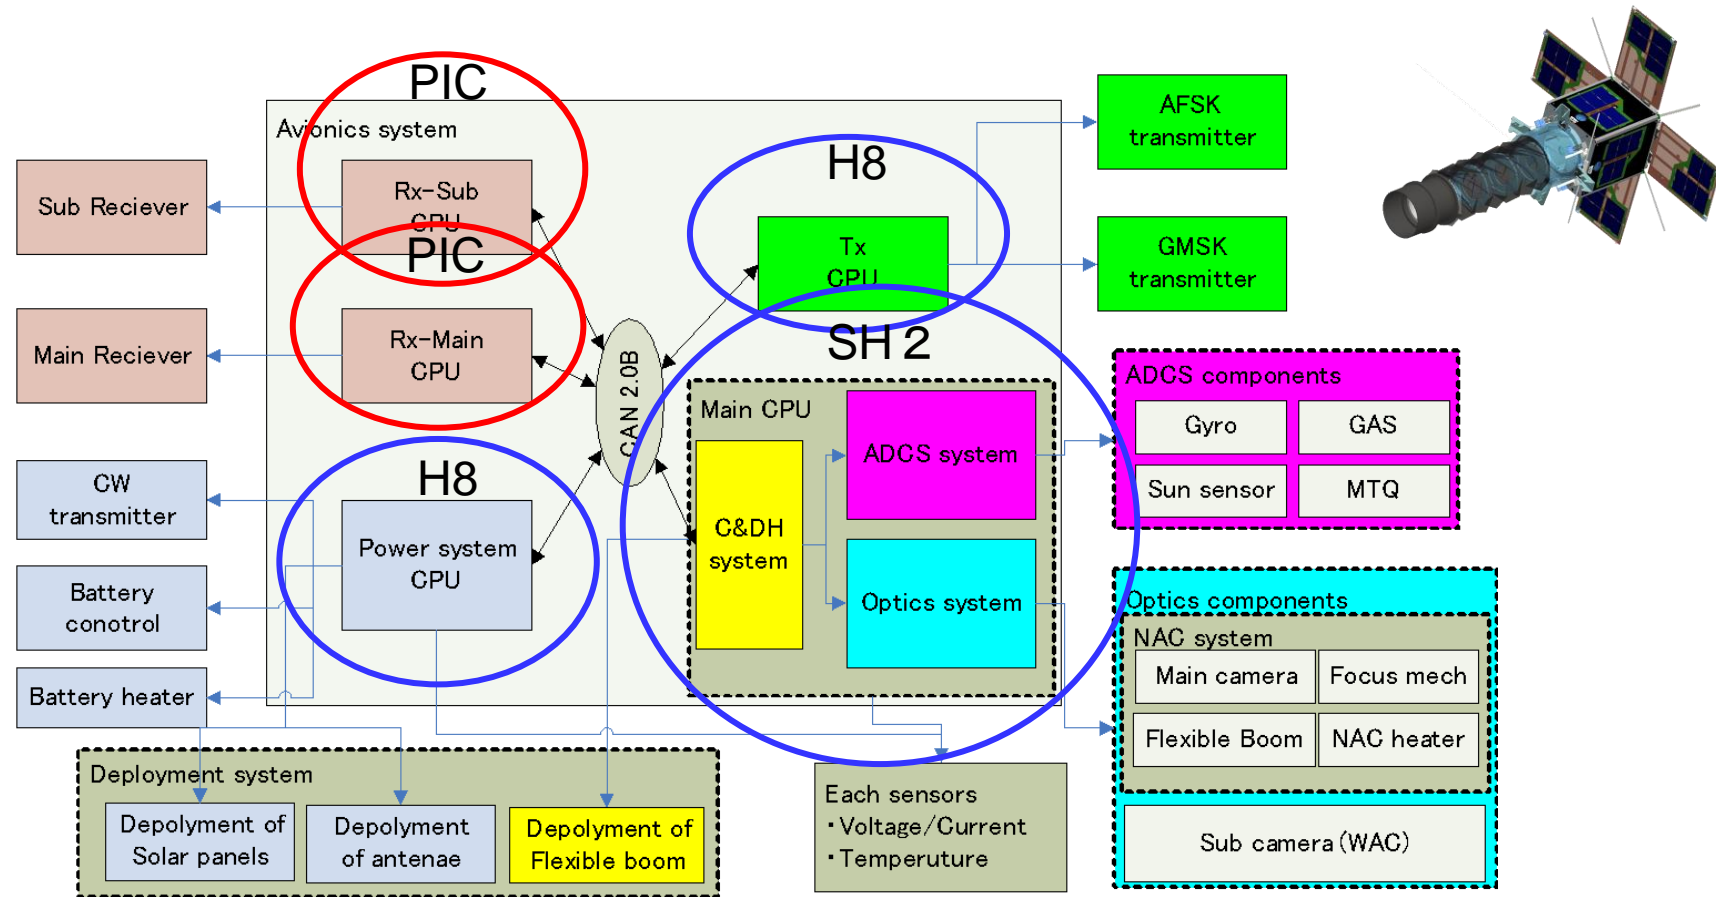 PIC
Avionics system
Sub Reciever
Rx-Sub
CPU
PIC
Main Reciever
Rx-Main
CPU
H8
Tx
CPU
AFSK
transmitter
GMSK
transmitter
SH2
CAN 2.0B
Main CPU
C&DH
system
ADCS system
Optics system
ADCS components
Gyro
GAS
Sun sensor
MTQ
CW
transmitter
Battery
conotrol
Battery heater
H8
Power system
CPU
Optics components
NAC system
Main camera
Focus mech
Flexible Boom
NAC heater
Sub camera(WAC)
Deployment system
Depolyment of
Solar panels
Depolyment
of antenae
Depolyment of
Flexible boom
Each sensors
・Voltage/Current
・Temperuture